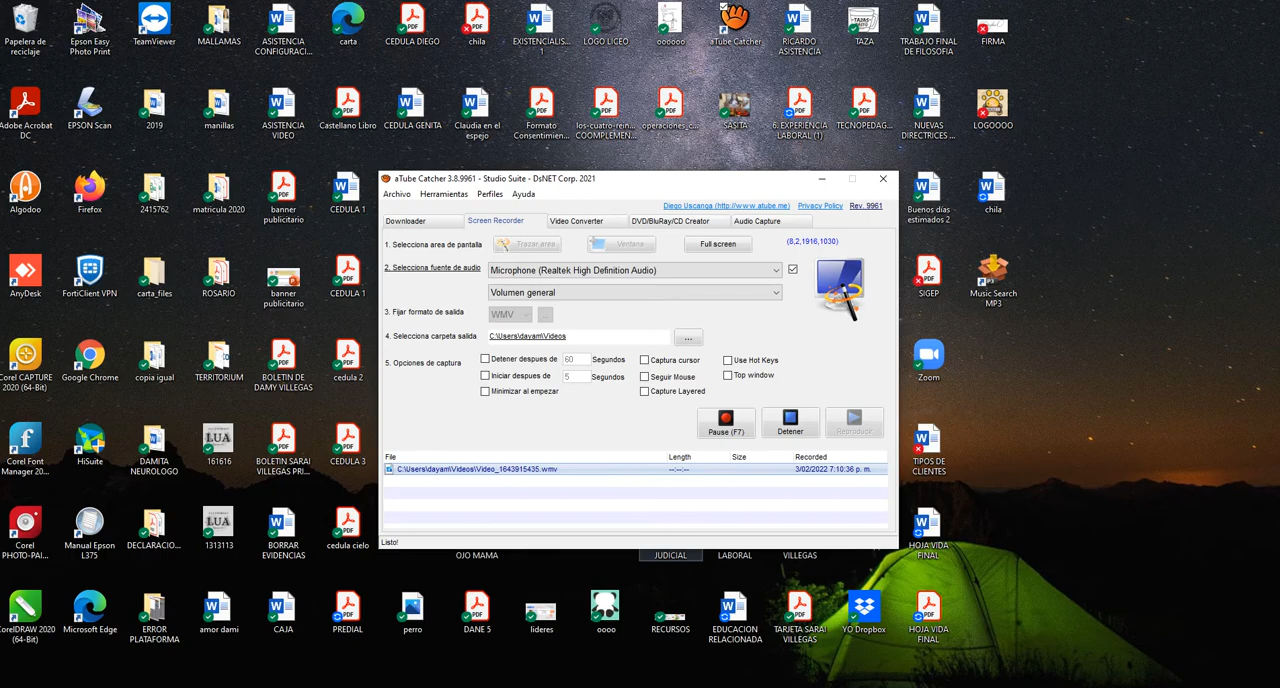 Papelera de
reciclaje
Epson Easy
Photo Print
TeamViewer
MALLAMAS
ASISTENCIA
CONFIGURACI...
carta
CEDULA DIEGO
chila
EXISTENCIALIS...
1
LOGO LICEO
oooooo
aTube Catcher
RICARDO
ASISTENCIA
TAZA
TRABAJO FINAL
DE FILOSOFIA
FIRMA
Adobe Acrobat
DC
EPSON Scan
2019
manillas
ASISTENCIA
VIDEO
Castellano Libro
CEDULA GENITA
Claudia en el
espejo
Formato
Consentimien...
los-cuatro-rein...
COOMPLEMEN...
operaciones_c...
SASITA
6. EXPERIENCIA
LABORAL (1)
TECNOPEDAG...
NUEVAS
DIRECTRICES ...
LOGOOOO
Algodoo
Firefox
2415762
matricula 2020
banner
publicitario
CEDULA 1
Buenos días
estimados 2
chila
AnyDesk
FortiClient VPN
carta_files
ROSARIO
banner
publicitario
CEDULA 1
SIGEP
Music Search
MP3
Corel CAPTURE
2020 (64-Bit)
Google Chrome
copia igual
TERRITORIUM
BOLETIN DE
DAMY VILLEGAS
cedula 2
Zoom
Corel Font
Manager 20...
HiSuite
DAMITA
NEUROLOGO
LUA
161616
BOLETIN SARAI
VILLEGAS PRI...
CEDULA 3
TIPOS DE
CLIENTES
Corel
PHOTO-PAI...
Manual Epson
L375
DECLARACIO...
LUA
1313113
BORRAR
EVIDENCIAS
cedula cielo
OJO MAMA
JUDICIAL
LABORAL
VILLEGAS
HOJA VIDA
FINAL
CorelDRAW 2020
(64-Bit)
Microsoft Edge
ERROR
PLATAFORMA
amor dami
CAJA
PREDIAL
perro
DANE 5
lideres
oooo
RECURSOS
EDUCACION
RELACIONADA
TARJETA SARAI
VILLEGAS
YO Dropbox
HOJA VIDA
FINAL
aTube Catcher 3.8.9961 - Studio Suite - DsNET Corp. 2021
Archivo Herramientas Perfiles Ayuda
Diego Uscanga (http://www.atube.me) Privacy Policy Rev. 9961
Downloader Screen Recorder Video Converter DVD/BluRay/CD Creator Audio Capture
1. Selecciona area de pantalla Trazar area Ventana Full screen (8,2,1916,1030)
2. Selecciona fuente de audio Microphone (Realtek High Definition Audio)
Volumen general
3. Fijar formato de salida WMV ...
4. Selecciona carpeta salida C:\Users\dayam\Videos ...
5. Opciones de captura Detener despues de 60 Segundos Captura cursor Use Hot Keys
Iniciar despues de 5 Segundos Seguir Mouse Top window
Minimizar al empezar Capture Layered
Pause (F7) Detener Reproducir
File Length Size Recorded
C:\Users\dayam\Videos\Video_1643915435.wmv --:--:-- 3/02/2022 7:10:36 p. m.
Listo!